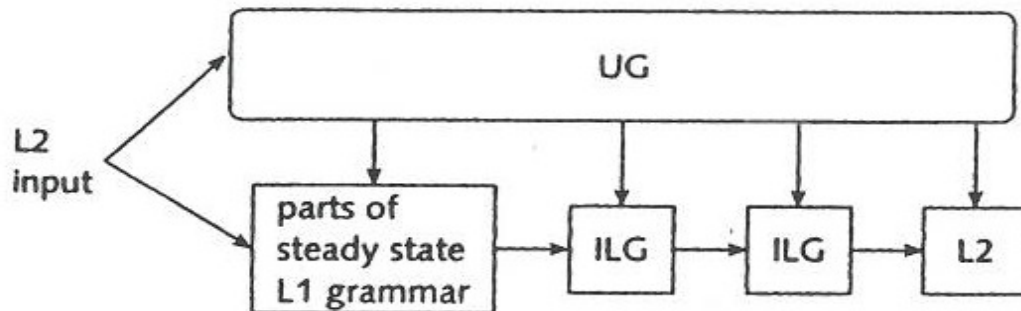 UG
L2
input
parts of
steady state
L1 grammar
ILG
ILG
L2